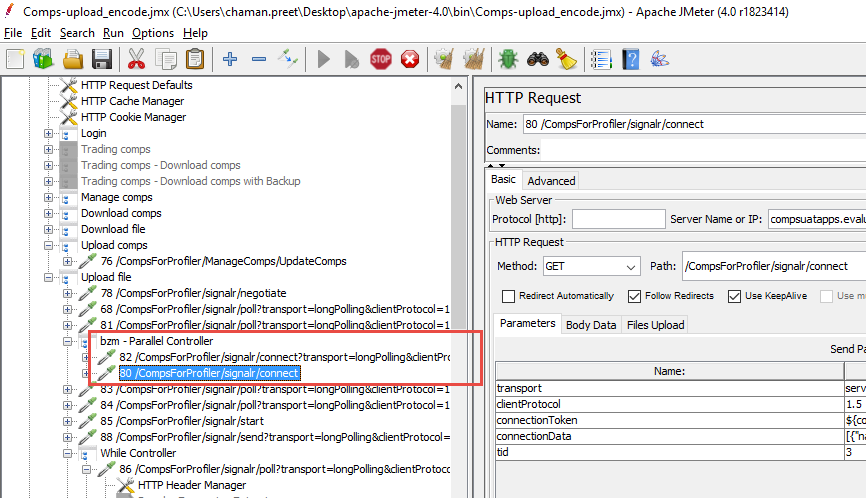 Comps-upload_encode.jmx (C:\Users\chaman.preet\Desktop\apache-jmeter-4.0\bin\Comps-upload_encode.jmx) - Apache JMeter (4.0 r1823414)
File Edit Search Run Options Help
STOP
HTTP Request Defaults
HTTP Cache Manager
HTTP Cookie Manager
Login
Trading comps
Trading comps - Download comps
Trading comps - Download comps with Backup
Manage comps
Download comps
Download file
Upload comps
76 /CompsForProfiler/ManageComps/UpdateComps
Upload file
78 /CompsForProfiler/signalr/negotiate
68 /CompsForProfiler/signalr/poll?transport=longPolling&clientProtocol=1
81 /CompsForProfiler/signalr/poll?transport=longPolling&clientProtocol=1
bzm - Parallel Controller
82 /CompsForProfiler/signalr/connect?transport=longPolling&clientPro
80 /CompsForProfiler/signalr/connect
83 /CompsForProfiler/signalr/poll?transport=longPolling&clientProtocol=1
84 /CompsForProfiler/signalr/poll?transport=longPolling&clientProtocol=1
85 /CompsForProfiler/signalr/start
88 /CompsForProfiler/signalr/send?transport=longPolling&clientProtocol=
While Controller
86 /CompsForProfiler/signalr/poll?transport=longPolling&clientProtoc
HTTP Header Manager
HTTP Request
Name: 80 /CompsForProfiler/signalr/connect
Comments:
Basic Advanced
Web Server
Protocol [http]: Server Name or IP: compsuatapps.evalu
HTTP Request
Method: GET Path: /CompsForProfiler/signalr/connect
Redirect Automatically Follow Redirects Use KeepAlive Use m
Parameters Body Data Files Upload
Send Pa
Name:
transport serv
clientProtocol 1.5
connectionToken ${co
connectionData [{"na
tid 3